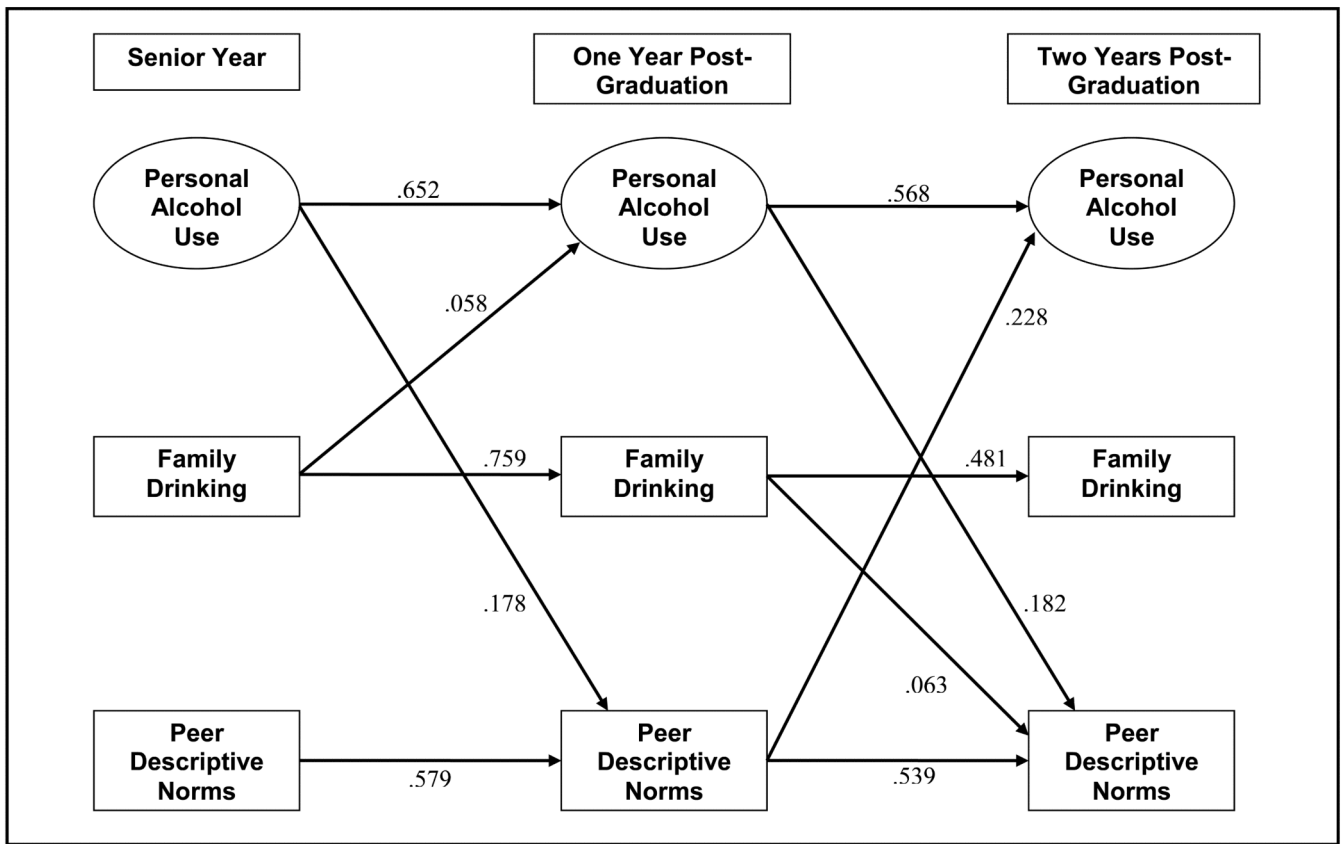 Senior Year
One Year Post-
Graduation
Two Years Post-
Graduation
Personal
Alcohol
Use
.652
Personal
Alcohol
Use
.568
Personal
Alcohol
Use
.058
.228
Family
Drinking
.759
Family
Drinking
.481
Family
Drinking
.178
.182
.063
Peer
Descriptive
Norms
.579
Peer
Descriptive
Norms
.539
Peer
Descriptive
Norms